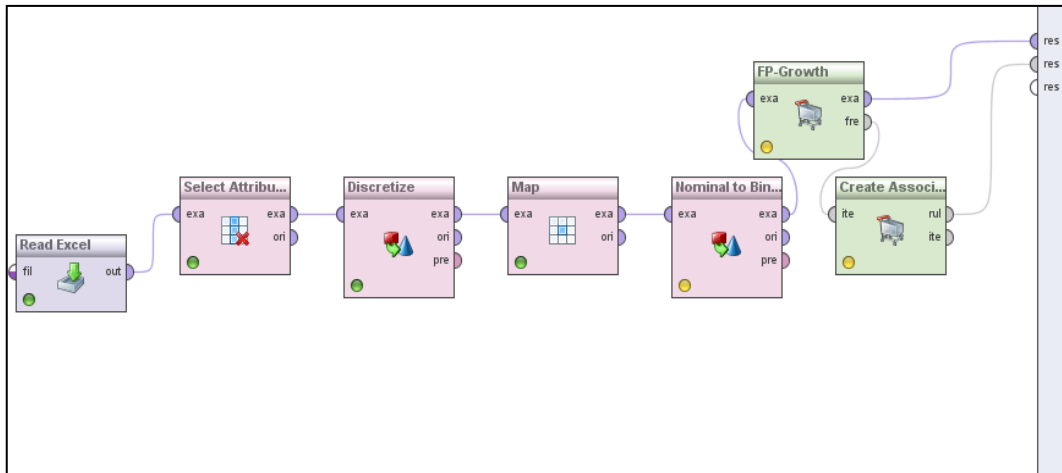 Read Excel
fil out
Select Attribu...
exa exa
ori
Discretize
exa exa
ori
pre
Map
exa exa
ori
Nominal to Bin...
exa exa
ori
pre
FP-Growth
exa exa
fre
Create Associ...
ite rul
ite
res
res
res